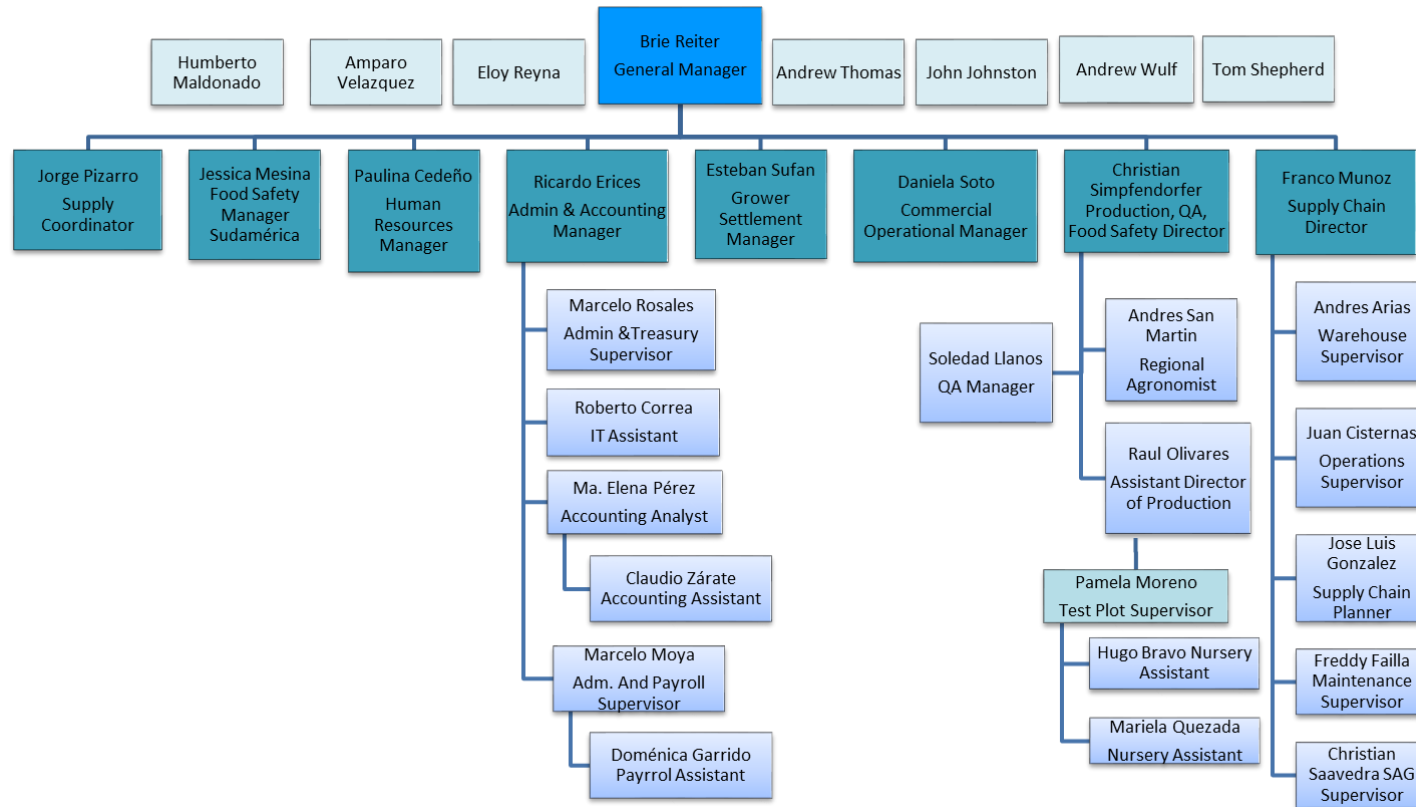 Humberto
Maldonado
Amparo
Velazquez
Eloy Reyna
Brie Reiter
General Manager
Andrew Thomas
John Johnston
Andrew Wulf
Tom Shepherd
Jorge Pizarro
Supply
Coordinator
Jessica Mesina
Food Safety
Manager
Sudamérica
Paulina Cedeño
Human
Resources
Manager
Ricardo Erices
Admin & Accounting
Manager
Esteban Sufan
Grower
Settlement
Manager
Daniela Soto
Commercial
Operational Manager
Christian
Simpfendorfer
Production, QA,
Food Safety Director
Franco Munoz
Supply Chain
Director
Marcelo Rosales
Admin &Treasury
Supervisor
Roberto Correa
IT Assistant
Ma. Elena Pérez
Accounting Analyst
Claudio Zárate
Accounting Assistant
Marcelo Moya
Adm. And Payroll
Supervisor
Doménica Garrido
Payrrol Assistant
Soledad Llanos
QA Manager
Andres San
Martin
Regional
Agronomist
Raul Olivares
Assistant Director
of Production
Pamela Moreno
Test Plot Supervisor
Hugo Bravo Nursery
Assistant
Mariela Quezada
Nursery Assistant
Andres Arias
Warehouse
Supervisor
Juan Cisternas
Operations
Supervisor
Jose Luis
Gonzalez
Supply Chain
Planner
Freddy Failla
Maintenance
Supervisor
Christian
Saavedra SAG
Supervisor